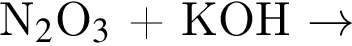 N₂O₃ + KOH →